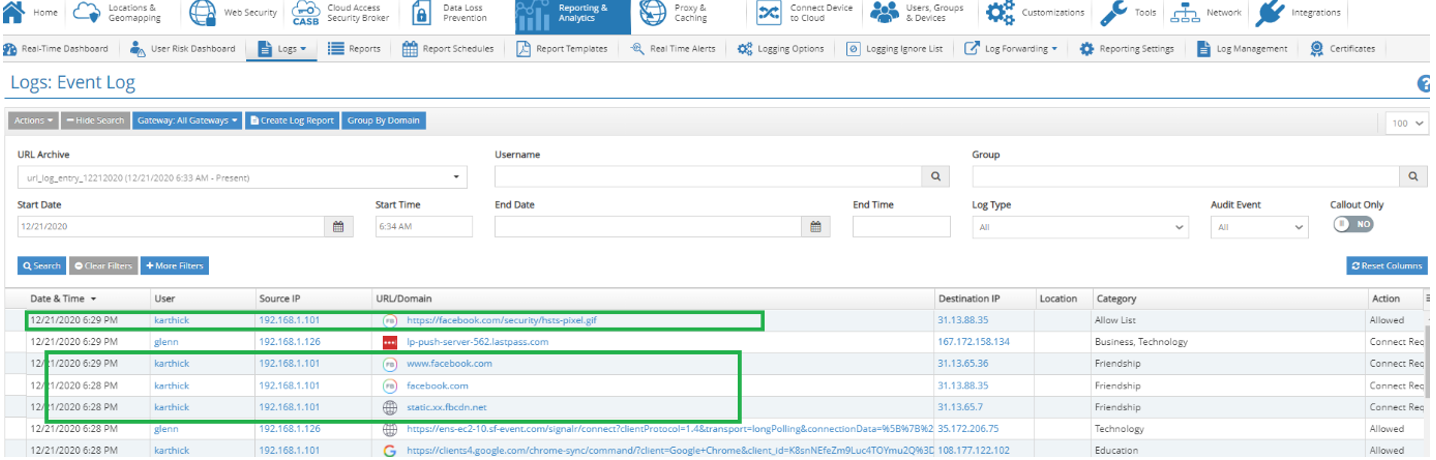 Home
Locations & Geomapping
Web Security
CASB
Cloud Access Security Broker
Data Loss Prevention
Reporting & Analytics
Proxy & Caching
Connect Device to Cloud
Users, Groups & Devices
Customizations
Tools
Network
Integrations
Real-Time Dashboard
User Risk Dashboard
Logs
Reports
Report Schedules
Report Templates
Real Time Alerts
Logging Options
Logging Ignore List
Log Forwarding
Reporting Settings
Log Management
Certificates
Logs: Event Log
Actions Hide Search Gateway: All Gateways Create Log Report Group By Domain 100
URL Archive Username Group
url_log_entry_12212020 (12/21/2020 6:33 AM - Present)
Start Date Start Time End Date End Time Log Type Audit Event Callout Only
12/21/2020 6:34 AM All All NO
Search Clear Filters + More Filters Reset Columns
Date & Time User Source IP URL/Domain Destination IP Location Category Action
12/21/2020 6:29 PM karthick 192.168.1.101 FB https://facebook.com/security/hsts-pixel.gif 31.13.88.35 Allow List Allowed
12/21/2020 6:29 PM glenn 192.168.1.126 lp-push-server-562.lastpass.com 167.172.158.134 Business, Technology Allowed
12/21/2020 6:29 PM karthick 192.168.1.101 FB www.facebook.com 31.13.65.36 Friendship Connect Req
12/21/2020 6:28 PM karthick 192.168.1.101 FB facebook.com 31.13.88.35 Friendship Connect Req
12/21/2020 6:28 PM karthick 192.168.1.101 static.xx.fbcdn.net 31.13.65.7 Friendship Connect Req
12/21/2020 6:28 PM glenn 192.168.1.126 https://ens-ec2-10.sf-event.com/signalr/connect?clientProtocol=1.4&transport=longPolling&connectionData=%5B%7B%2 35.172.206.75 Technology Allowed
12/21/2020 6:28 PM karthick 192.168.1.101 https://clients4.google.com/chrome-sync/command/?client=Google+Chrome&client_id=K8snNEfeZm9Luc4TOYmu2Q%3D 108.177.122.102 Education Allowed